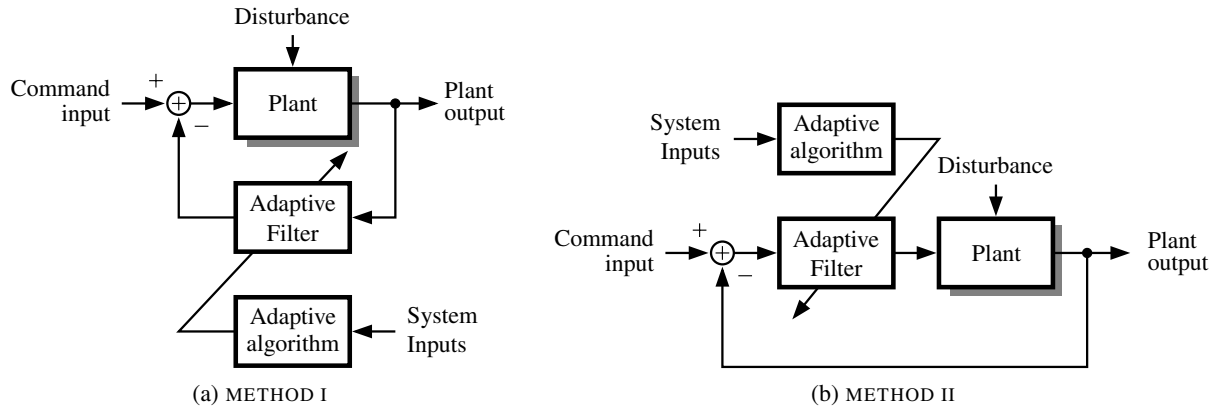 Disturbance
Command
input
+
+
−
Plant
Plant
output
Adaptive
Filter
Adaptive
algorithm
System
Inputs
(a) METHOD I
System
Inputs
Adaptive
algorithm
Disturbance
Command
input
+
+
−
Adaptive
Filter
Plant
Plant
output
(b) METHOD II